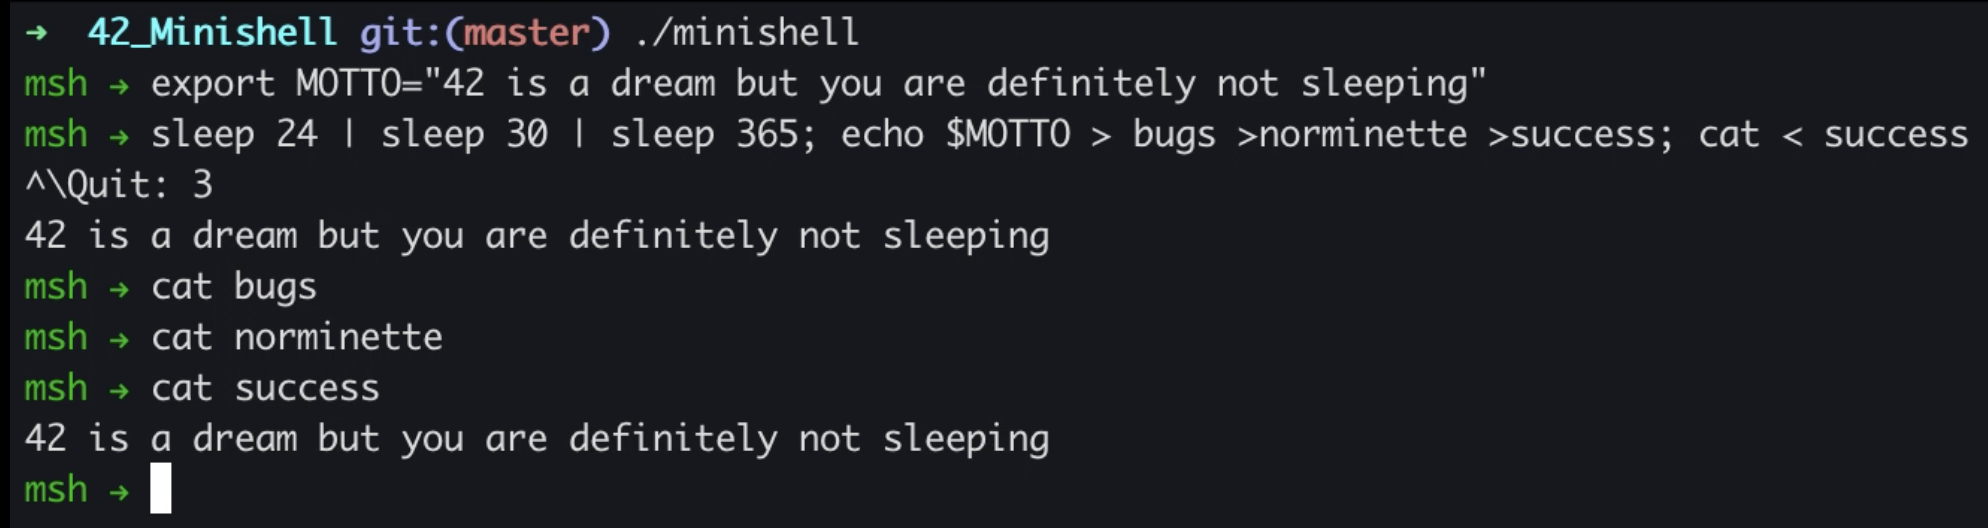 ➜  42_Minishell git:(master) ./minishell
msh → export MOTTO="42 is a dream but you are definitely not sleeping"
msh → sleep 24 | sleep 30 | sleep 365; echo $MOTTO > bugs >norminette >success; cat < success
^\Quit: 3
42 is a dream but you are definitely not sleeping
msh → cat bugs
msh → cat norminette
msh → cat success
42 is a dream but you are definitely not sleeping
msh →